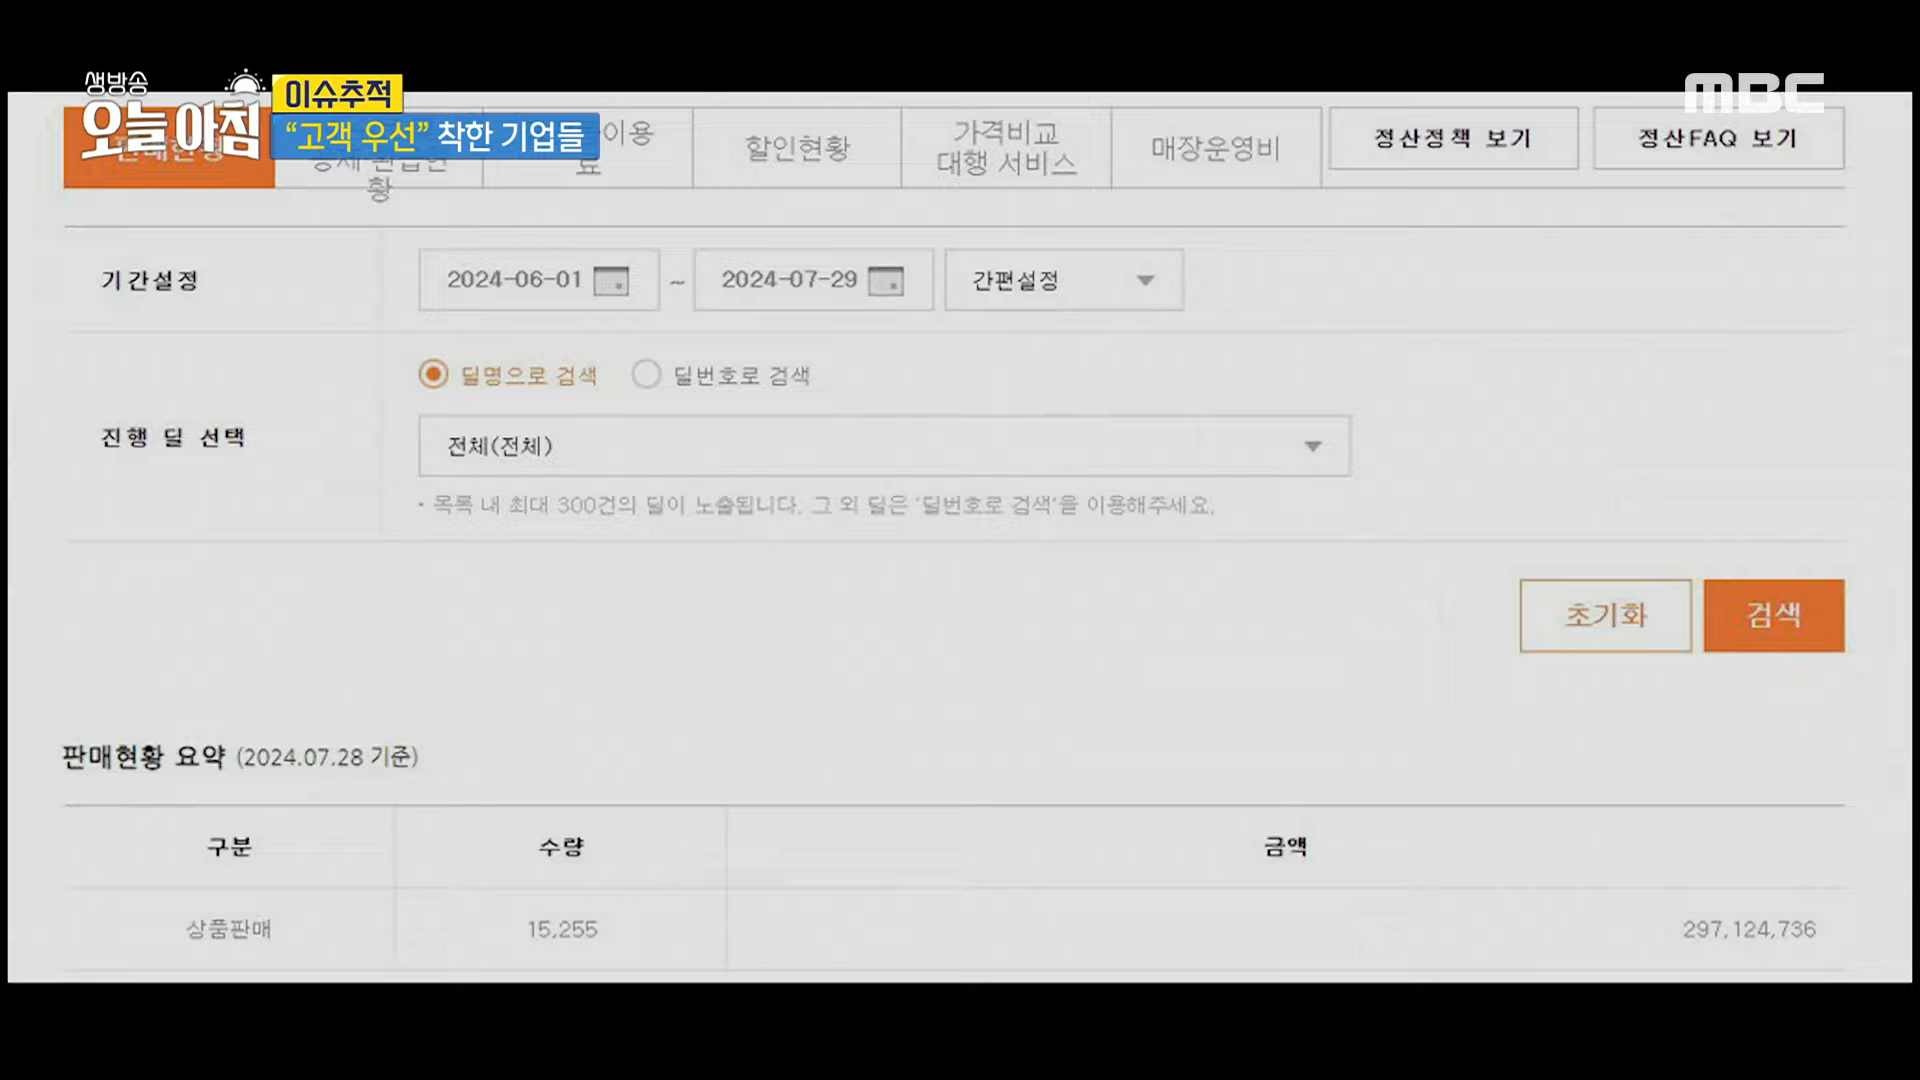 생방송
오늘 아침
이슈추적
“고객 우선” 착한 기업들
MBC
이용
료
황
할인현황
가격비교
대행 서비스
매장운영비
정산정책 보기
정산FAQ 보기
기간설정
2024-06-01 ~ 2024-07-29 간편설정
딜명으로 검색 딜번호로 검색
진행 딜 선택
전체(전체)
• 목록 내 최대 300건의 딜이 노출됩니다. 그 외 딜은 '딜번호로 검색'을 이용해주세요.
초기화 검색
판매현황 요약 (2024.07.28 기준)
구분 수량 금액
상품판매 15,255 297,124,736